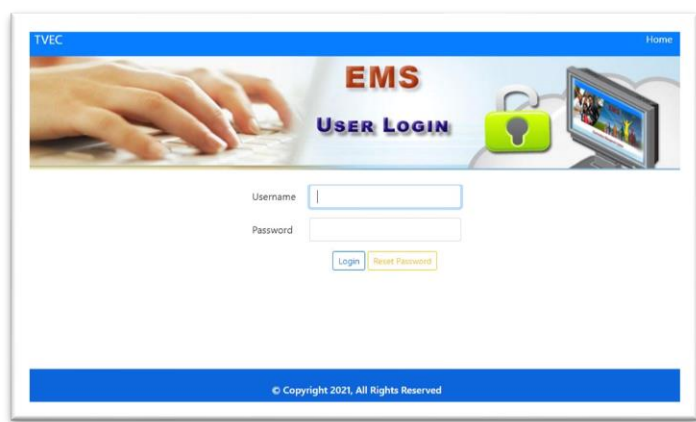 TVEC Home
EMS
USER LOGIN
Username
Password
Login Reset Password
© Copyright 2021, All Rights Reserved